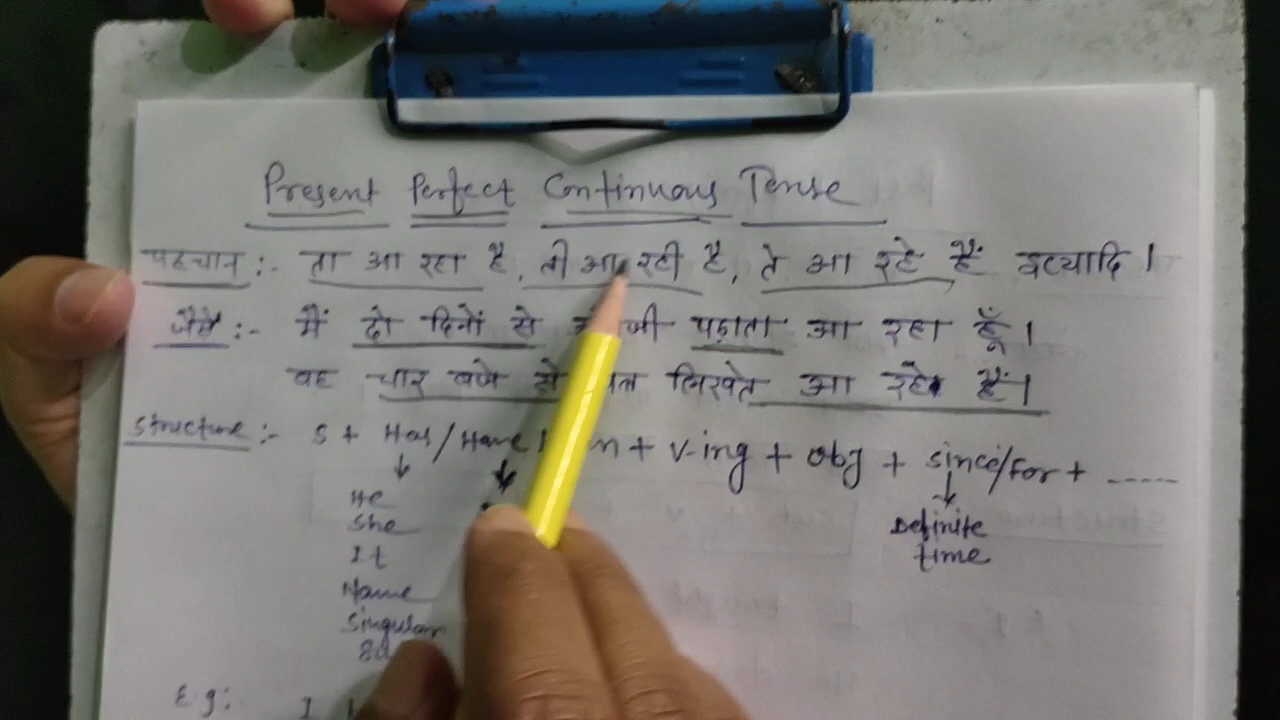 Present Perfect Continuous Tense
पहचान :- ता आ रहा है, ती आ रही है, ते आ रहे हैं इत्यादि।
जैसे :- मैं दो दिनों से पढ़ाता आ रहा हूँ।
वह चार बजे से लिखते आ रहे हैं।
Structure :- S + Has/Have + V-ing + obj + since/For + -----
He
She Definite
It time
Name
Singular
E.g: I